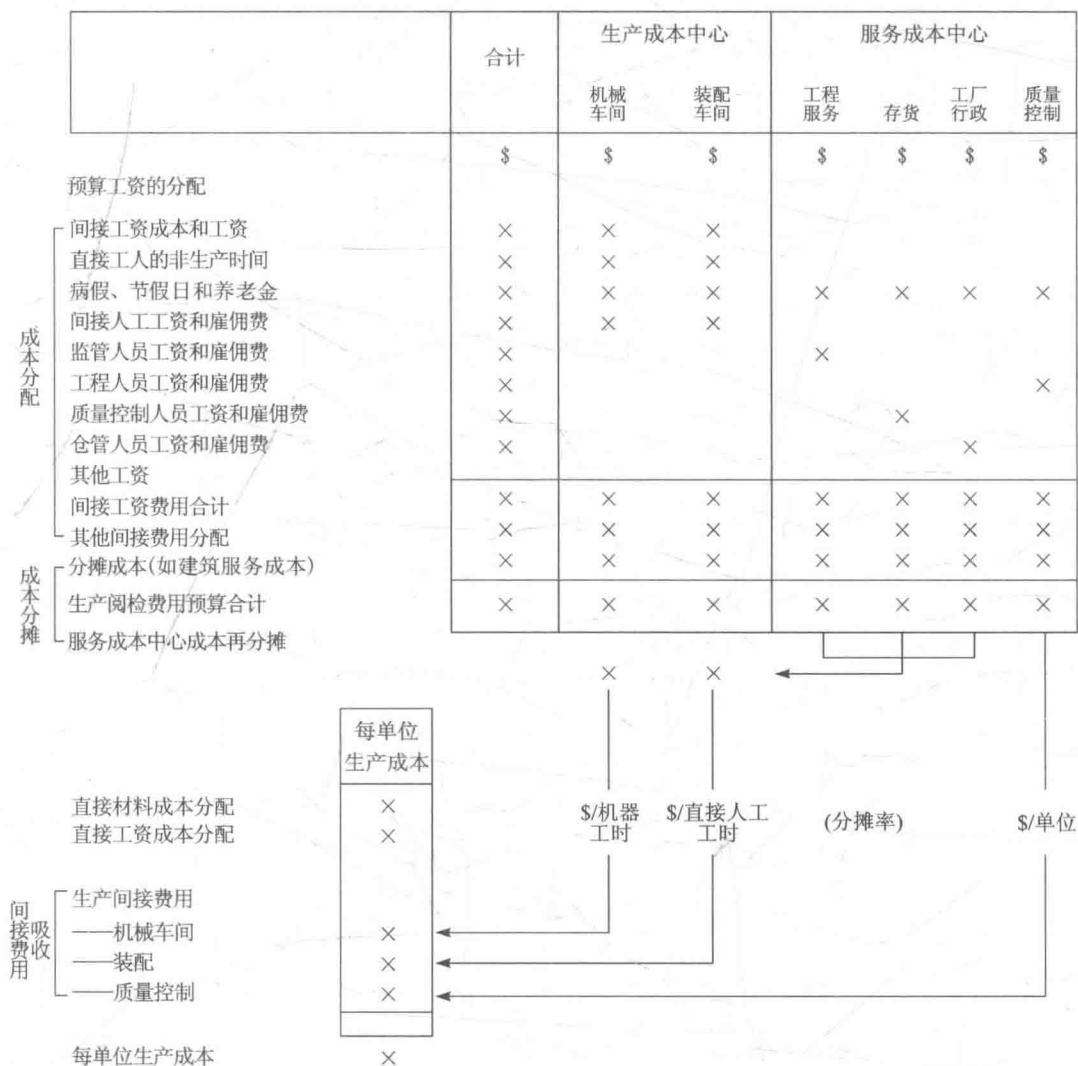 合计
生产成本中心
服务成本中心
机械车间
装配车间
工程服务
存货
工厂行政
质量控制
$ $ $ $ $ $ $
预算工资的分配
成本分配
间接工资成本和工资 × × ×
直接工人的非生产时间 × × ×
病假、节假日和养老金 × × × × × × ×
间接人工工资和雇佣费 × × ×
监管人员工资和雇佣费 × ×
工程人员工资和雇佣费 × ×
质量控制人员工资和雇佣费 × ×
仓管人员工资和雇佣费 × ×
其他工资
间接工资费用合计 × × × × × × ×
其他间接费用分配 × × × × × × ×
成本分摊
分摊成本(如建筑服务成本) × × × × × × ×
生产阅检费用预算合计 × × × × × × ×
服务成本中心成本再分摊
× ×
每单位
生产成本
直接材料成本分配 ×
直接工资成本分配 ×
$/机器
工时
$/直接人工
工时
(分摊率)
$/单位
间接费用
吸收
生产间接费用
——机械车间 ×
——装配 ×
——质量控制 ×
每单位生产成本 ×